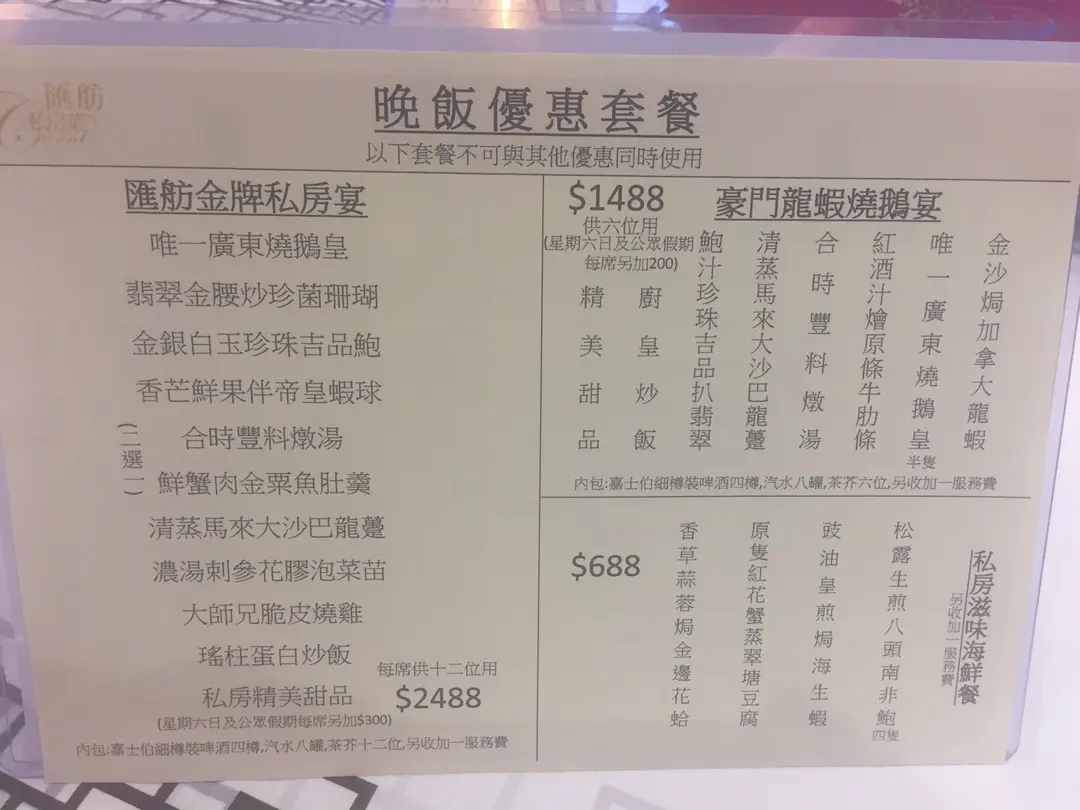 匯舫
晚飯優惠套餐
以下套餐不可與其他優惠同時使用
匯舫金牌私房宴
唯一廣東燒鵝皇
翡翠金腰炒珍菌珊瑚
金銀白玉珍珠吉品鮑
香芒鮮果伴帝皇蝦球
(二選一)
合時豐料燉湯
鮮蟹肉金粟魚肚羹
清蒸馬來大沙巴龍躉
濃湯剌參花膠泡菜苗
大師兄脆皮燒雞
瑤柱蛋白炒飯
每席供十二位用
私房精美甜品
$2488
(星期六日及公眾假期每席另加$300)
內包:嘉士伯細樽裝啤酒四樽,汽水八罐,茶芥十二位,另收加一服務費
$1488
供六位用
(星期六日及公眾假期
每席另加200)
豪門龍蝦燒鵝宴
金沙焗加拿大龍蝦
唯一廣東燒鵝皇
半隻
紅酒汁燴原條牛肋條
合時豐料燉湯
清蒸馬來大沙巴龍躉
鮑汁珍珠吉品扒翡翠
廚皇炒飯
精美甜品
內包:嘉士伯細樽裝啤酒四樽,汽水八罐,茶芥六位,另收加一服務費
私房滋味海鮮餐
另收加一服務費
松露生煎八頭南非鮑
四隻
豉油皇煎焗海生蝦
原隻紅花蟹蒸翠塘豆腐
香草蒜蓉焗金邊花蛤
$688